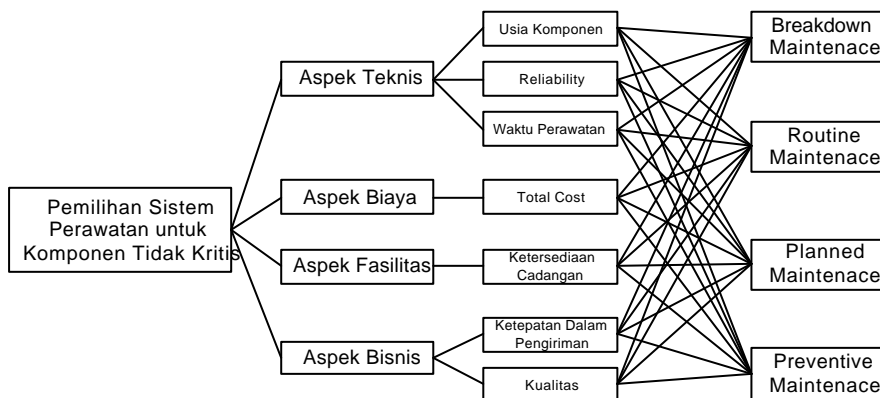 Pemilihan Sistem
Perawatan untuk
Komponen Tidak Kritis
Aspek Teknis
Aspek Biaya
Aspek Fasilitas
Aspek Bisnis
Usia Komponen
Reliability
Waktu Perawatan
Total Cost
Ketersediaan
Cadangan
Ketepatan Dalam
Pengiriman
Kualitas
Breakdown
Maintenace
Routine
Maintenace
Planned
Maintenace
Preventive
Maintenace